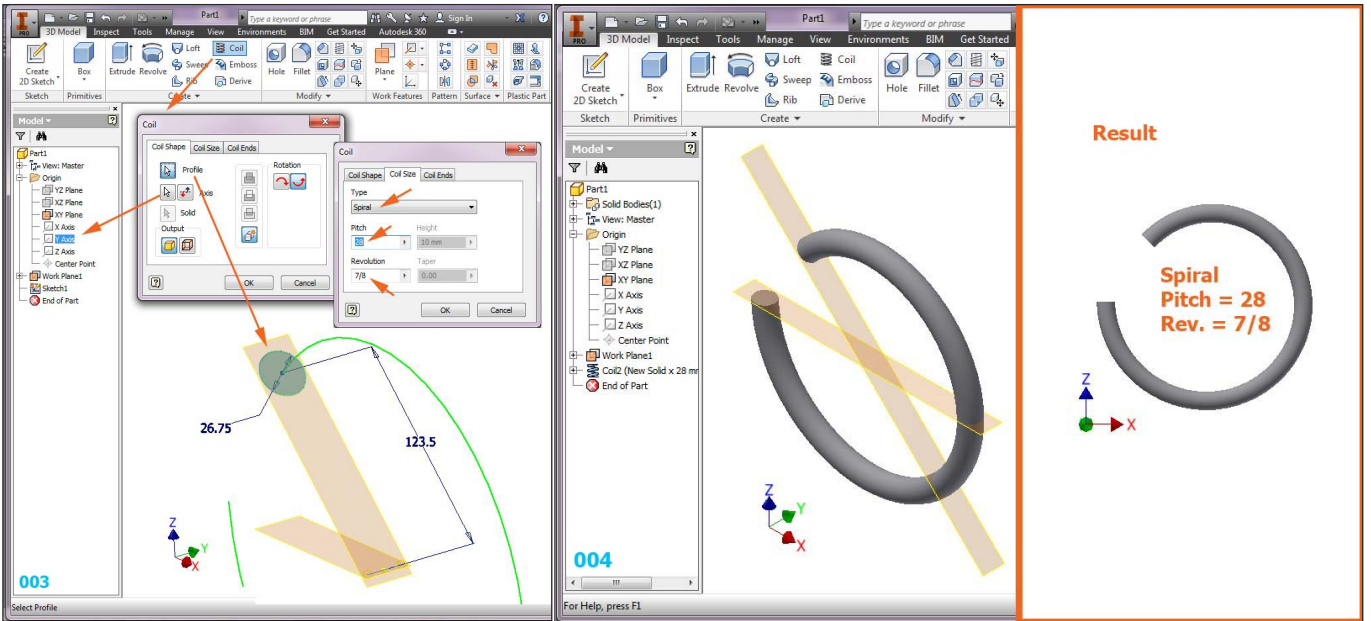 Part1
Type a keyword or phrase
Sign In
PRO
3D Model Inspect Tools Manage View Environments BIM Get Started Autodesk 360
Create
2D Sketch
Box
Extrude Revolve
Loft
Sweep
Rib
Coil
Emboss
Derive
Hole Fillet
Plane
Sketch Primitives Create Modify Work Features Pattern Surface Plastic Part
Model
Part1
View: Master
Origin
YZ Plane
XZ Plane
XY Plane
X Axis
Y Axis
Z Axis
Center Point
Work Plane1
Sketch1
End of Part
Coil
Coil Shape Coil Size Coil Ends
Profile
Axis
Solid
Output
Rotation
OK Cancel
Coil
Coil Shape Coil Size Coil Ends
Type
Spiral
Pitch Height
28 10 mm
Revolution Taper
7/8 0.00
OK Cancel
26.75
123.5
Z
Y
X
003
Select Profile
Part1
Type a keyword or phrase
PRO
3D Model Inspect Tools Manage View Environments BIM Get Started
Create
2D Sketch
Box
Extrude Revolve
Loft
Sweep
Rib
Coil
Emboss
Derive
Hole Fillet
Sketch Primitives Create Modify
Model
Part1
Solid Bodies(1)
View: Master
Origin
YZ Plane
XZ Plane
XY Plane
X Axis
Y Axis
Z Axis
Center Point
Work Plane1
Coil2 (New Solid x 28 mm
End of Part
Z
Y
X
004
For Help, press F1
Result
Spiral
Pitch = 28
Rev. = 7/8
Z
X